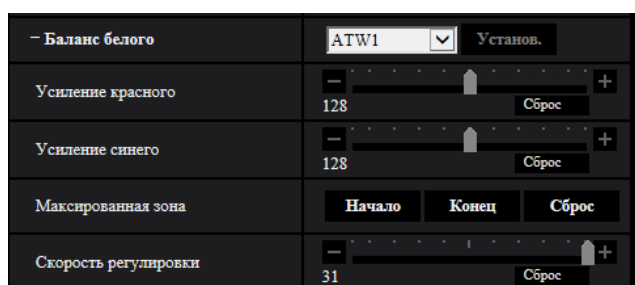 − Баланс белого ATW1 Установ.
Усиление красного − +
128 Сброс
Усиление синего − +
128 Сброс
Максированная зона Начало Конец Сброс
Скорость регулировки − +
31 Сброс